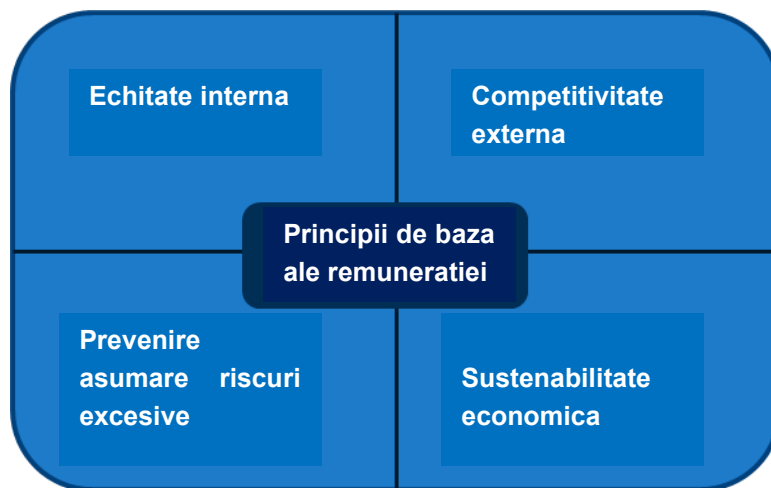 Echitate interna
Competitivitate
externa
Principii de baza
ale remuneratiei
Prevenire
asumare riscuri
excesive
Sustenabilitate
economica